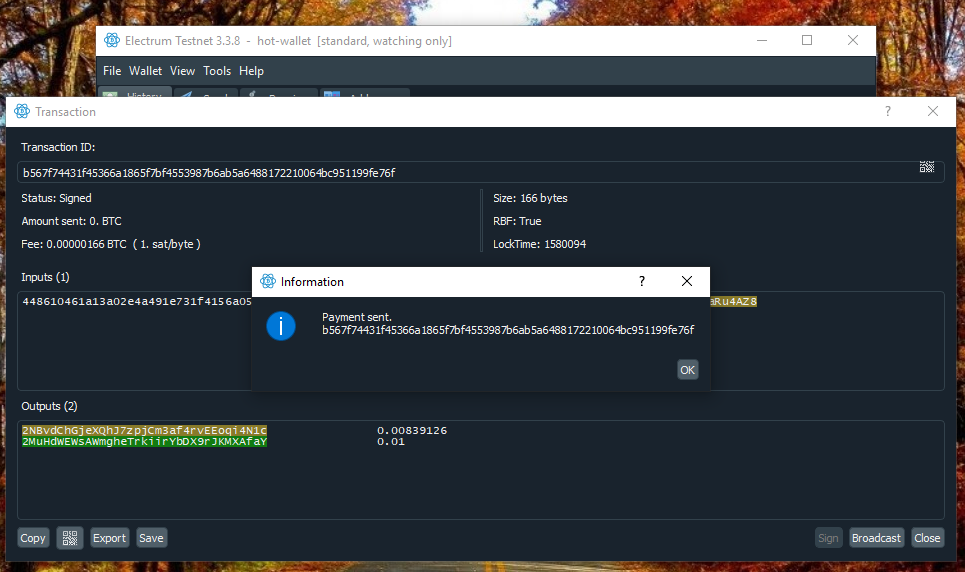 Electrum Testnet 3.3.8 - hot-wallet [standard, watching only]
File Wallet View Tools Help
History
Transaction
?
Transaction ID:
b567f74431f45366a1865f7bf4553987b6ab5a6488172210064bc951199fe76f
Status: Signed
Size: 166 bytes
Amount sent: 0. BTC
RBF: True
Fee: 0.00000166 BTC ( 1. sat/byte )
LockTime: 1580094
Inputs (1)
448610461a13a02e4a491e731f4156a05
aRu4AZ8
Information
?
Payment sent.
b567f74431f45366a1865f7bf4553987b6ab5a6488172210064bc951199fe76f
OK
Outputs (2)
2NBvdChGjeXQhJ7zpjCm3af4rvEEoqi4N1c 0.00839126
2MuHdWEWsAWmgheTrkiirYbDX9rJKMXAfaY 0.01
Copy Export Save Sign Broadcast Close